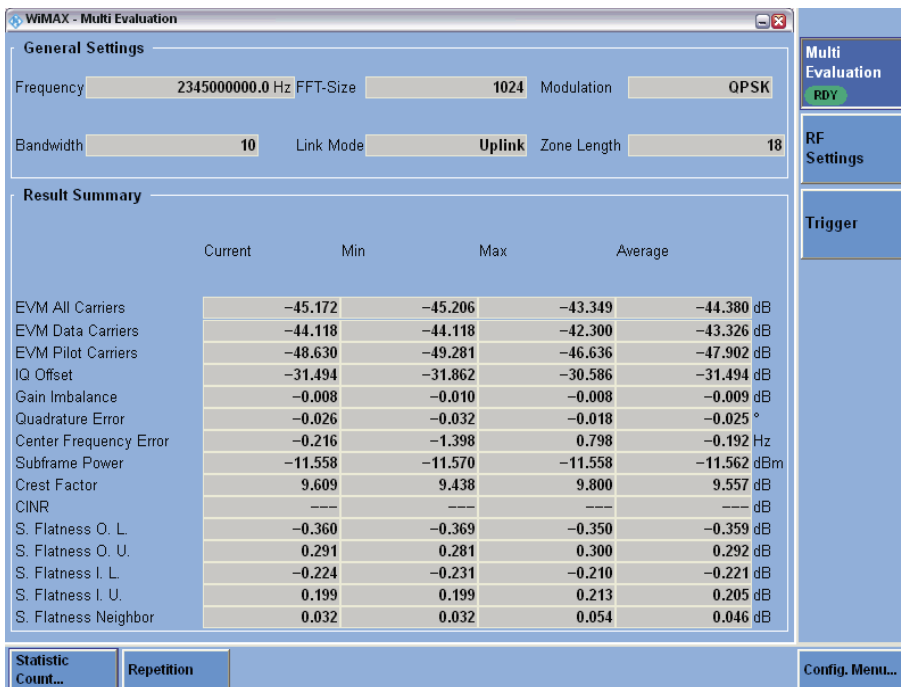 WiMAX - Multi Evaluation
General Settings
Frequency 2345000000.0 Hz FFT-Size 1024 Modulation QPSK
Bandwidth 10 Link Mode Uplink Zone Length 18
Result Summary
Current Min Max Average
EVM All Carriers −45.172 −45.206 −43.349 −44.380 dB
EVM Data Carriers −44.118 −44.118 −42.300 −43.326 dB
EVM Pilot Carriers −48.630 −49.281 −46.636 −47.902 dB
IQ Offset −31.494 −31.862 −30.586 −31.494 dB
Gain Imbalance −0.008 −0.010 −0.008 −0.009 dB
Quadrature Error −0.026 −0.032 −0.018 −0.025 °
Center Frequency Error −0.216 −1.398 0.798 −0.192 Hz
Subframe Power −11.558 −11.570 −11.558 −11.562 dBm
Crest Factor 9.609 9.438 9.800 9.557 dB
CINR --- --- --- --- dB
S. Flatness O. L. −0.360 −0.369 −0.350 −0.359 dB
S. Flatness O. U. 0.291 0.281 0.300 0.292 dB
S. Flatness I. L. −0.224 −0.231 −0.210 −0.221 dB
S. Flatness I. U. 0.199 0.199 0.213 0.205 dB
S. Flatness Neighbor 0.032 0.032 0.054 0.046 dB
Multi
Evaluation
RDY
RF
Settings
Trigger
Statistic
Count...
Repetition
Config. Menu...